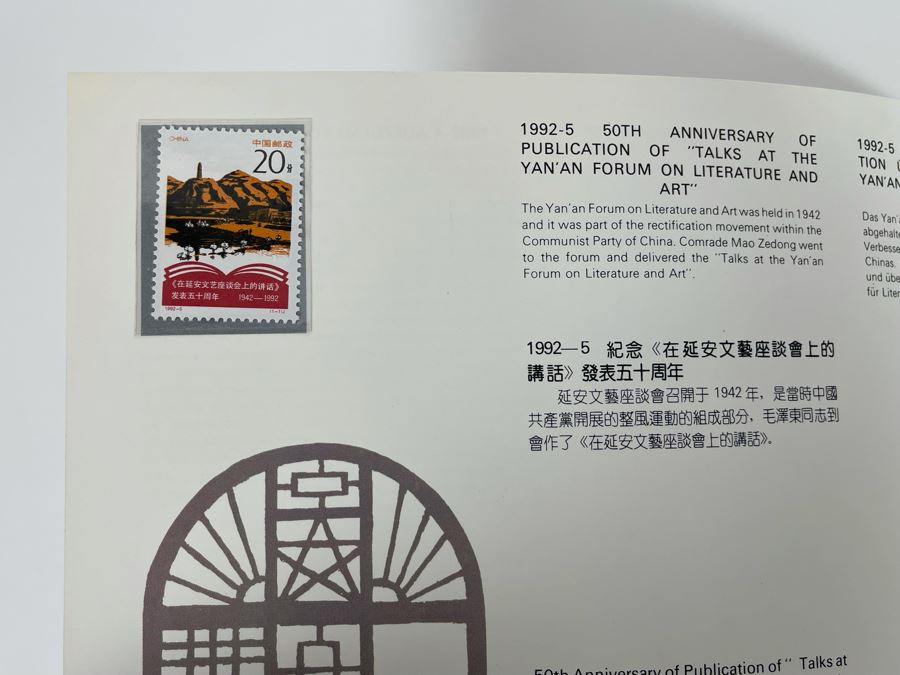 CHINA
中国邮政
20分
《在延安文艺座谈会上的讲话》
发表五十周年 1942—1992
1992-5 (1-1)J
1992-5 50TH ANNIVERSARY OF
PUBLICATION OF "TALKS AT THE
YAN'AN FORUM ON LITERATURE AND
ART"
The Yan'an Forum on Literature and Art was held in 1942
and it was part of the rectification movement within the
Communist Party of China. Comrade Mao Zedong went
to the forum and delivered the "Talks at the Yan'an
Forum on Literature and Art".
1992—5 紀念《在延安文藝座談會上的
講話》發表五十周年
延安文藝座談會召開于 1942 年，是當時中國
共產黨開展的整風運動的組成部分，毛澤東同志到
會作了《在延安文藝座談會上的講話》。
50th Anniversary of Publication of " Talks at
1992-5
TION
YAN'AN
Das Yan'
abgehalte
Verbesse
Chinas.
und übe
für Liter